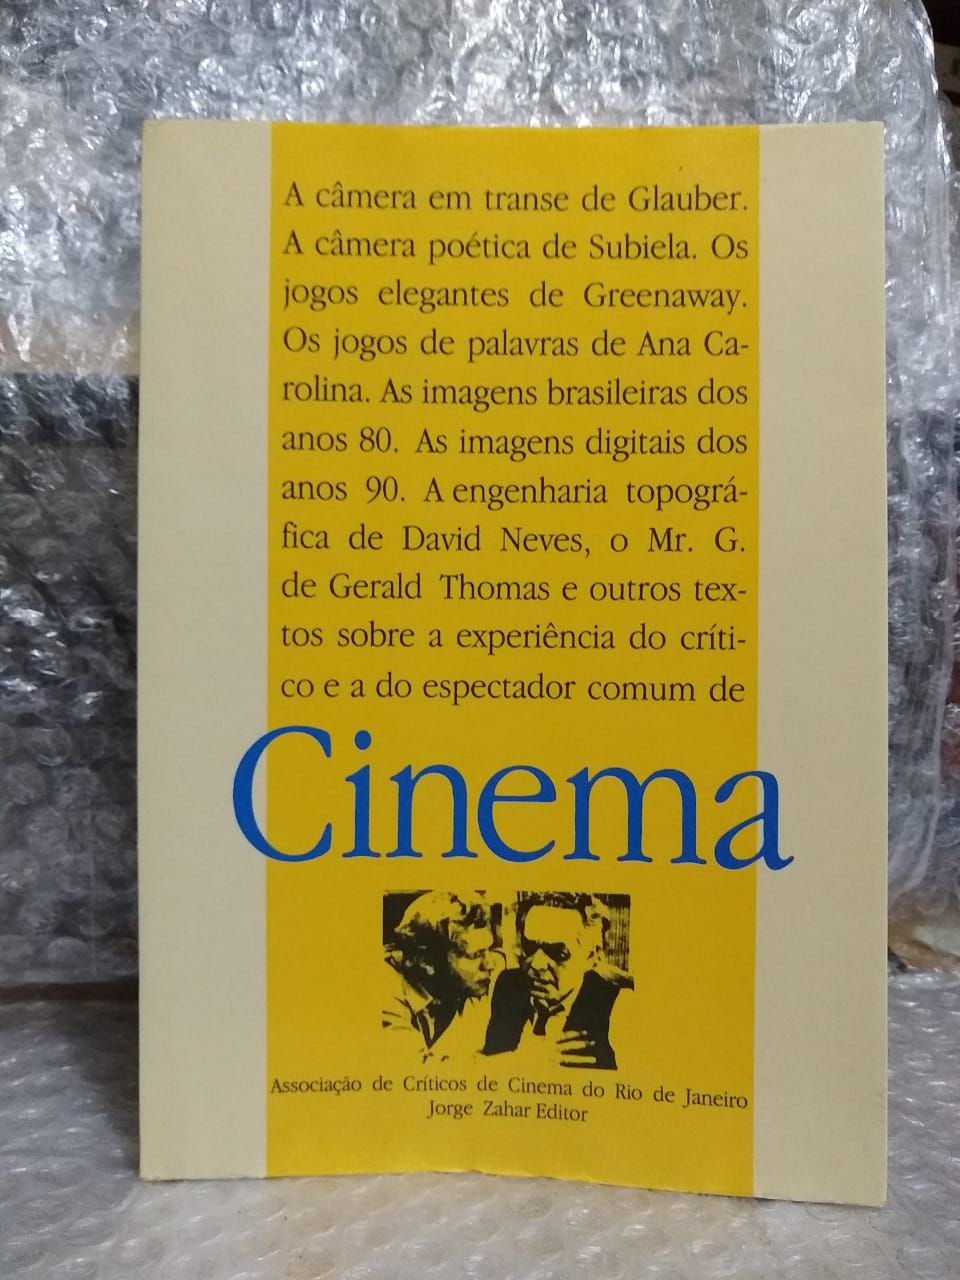 A câmera em transe de Glauber.
A câmera poética de Subiela. Os
jogos elegantes de Greenaway.
Os jogos de palavras de Ana Ca-
rolina. As imagens brasileiras dos
anos 80. As imagens digitais dos
anos 90. A engenharia topográ-
fica de David Neves, o Mr. G.
de Gerald Thomas e outros tex-
tos sobre a experiência do críti-
co e a do espectador comum de
Cinema
Associação de Críticos de Cinema do Rio de Janeiro
Jorge Zahar Editor